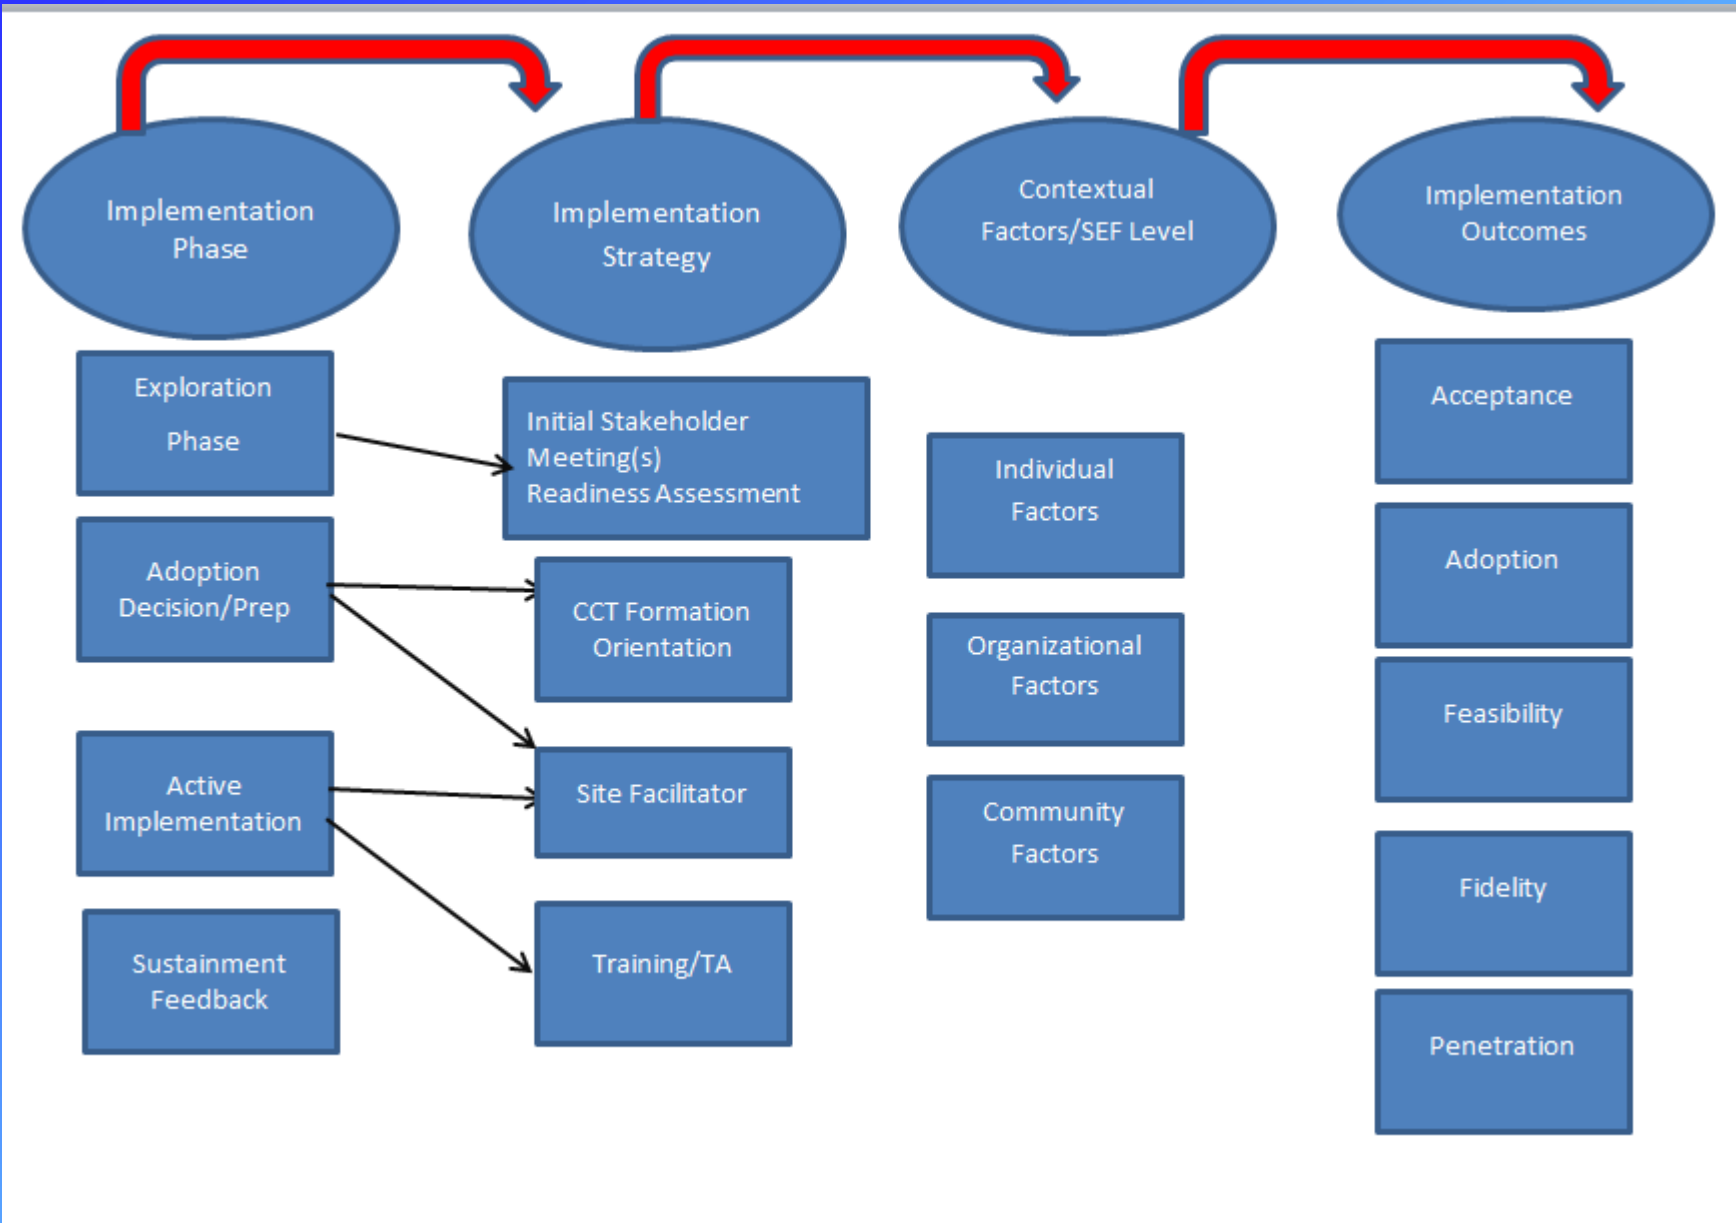 Implementation
Phase
Implementation
Strategy
Contextual
Factors/SEF Level
Implementation
Outcomes
Exploration
Phase
Adoption
Decision/Prep
Active
Implementation
Sustainment
Feedback
Initial Stakeholder
Meeting(s)
Readiness Assessment
CCT Formation
Orientation
Site Facilitator
Training/TA
Individual
Factors
Organizational
Factors
Community
Factors
Acceptance
Adoption
Feasibility
Fidelity
Penetration